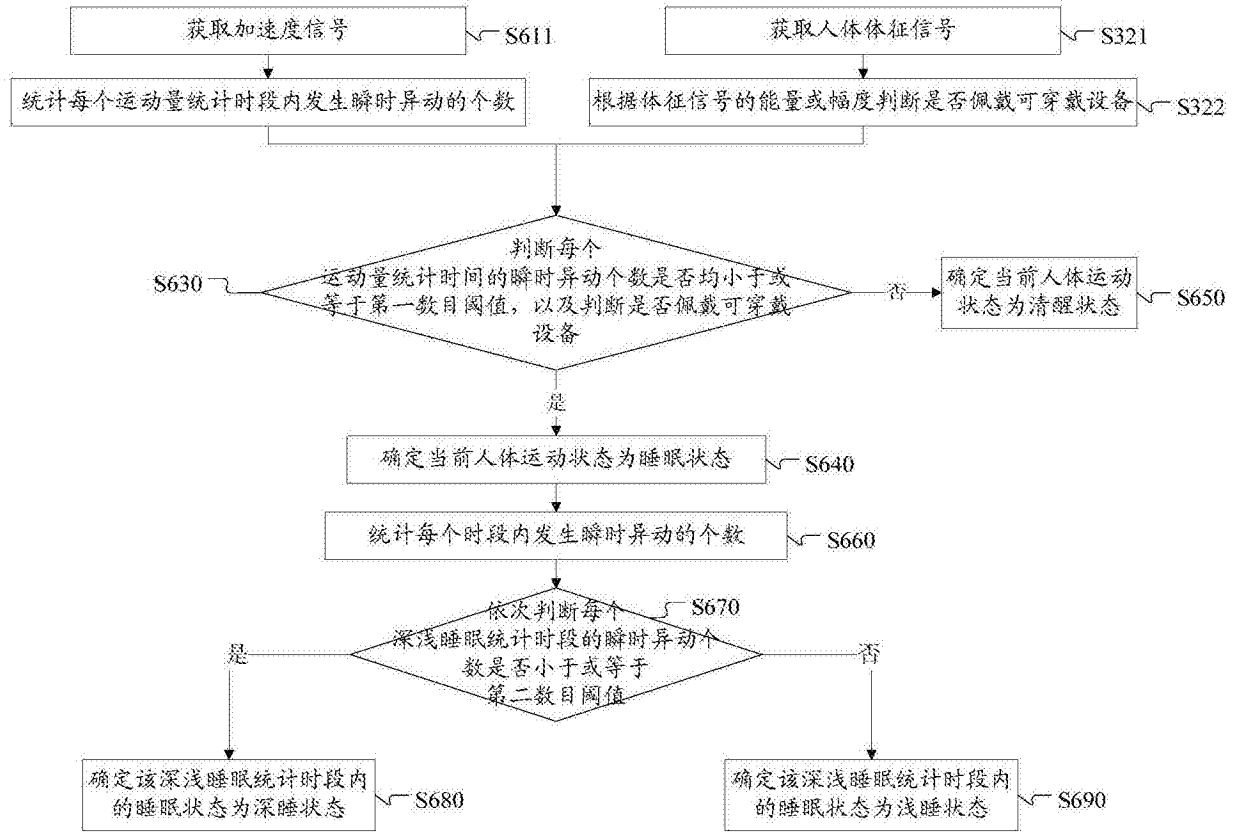 获取加速度信号
S611
获取人体体征信号
S321
统计每个运动量统计时段内发生瞬时异动的个数
根据体征信号的能量或幅度判断是否佩戴可穿戴设备
S322
判断每个
运动量统计时间的瞬时异动个数是否均小于或
等于第一数目阈值，以及判断是否佩戴可穿戴
设备
S630
否
确定当前人体运动
状态为清醒状态
S650
是
确定当前人体运动状态为睡眠状态
S640
统计每个时段内发生瞬时异动的个数
S660
依次判断每个
深浅睡眠统计时段的瞬时异动个
数是否小于或等于
第二数目阈值
S670
是
否
确定该深浅睡眠统计时段内
的睡眠状态为深睡状态
S680
确定该深浅睡眠统计时段内
的睡眠状态为浅睡状态
S690